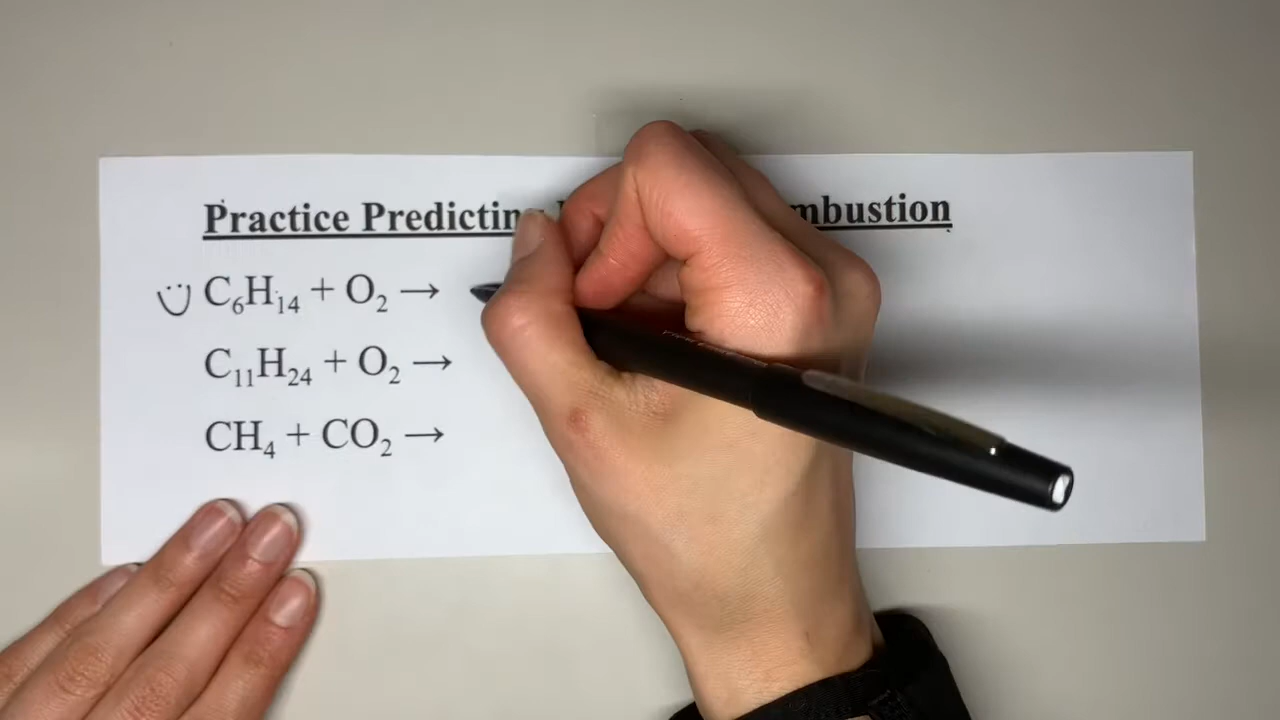 Practice Predicting mbustion
C₆H₁₄ + O₂ →
C₁₁H₂₄ + O₂ →
CH₄ + CO₂ →